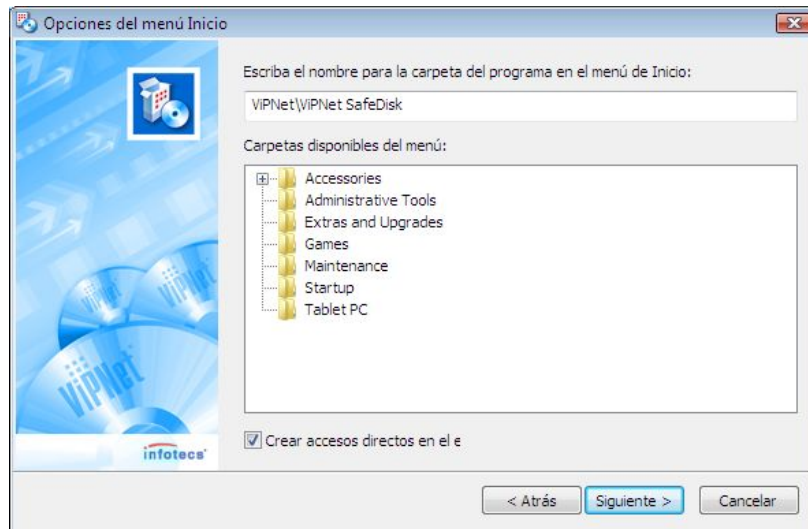 Opciones del menú Inicio
Escriba el nombre para la carpeta del programa en el menú de Inicio:
ViPNet\ViPNet SafeDisk
Carpetas disponibles del menú:
Accessories
Administrative Tools
Extras and Upgrades
Games
Maintenance
Startup
Tablet PC
ViPNet
ViPNet
ViPNet
infotecs
Crear accesos directos en el e
< Atrás
Siguiente >
Cancelar